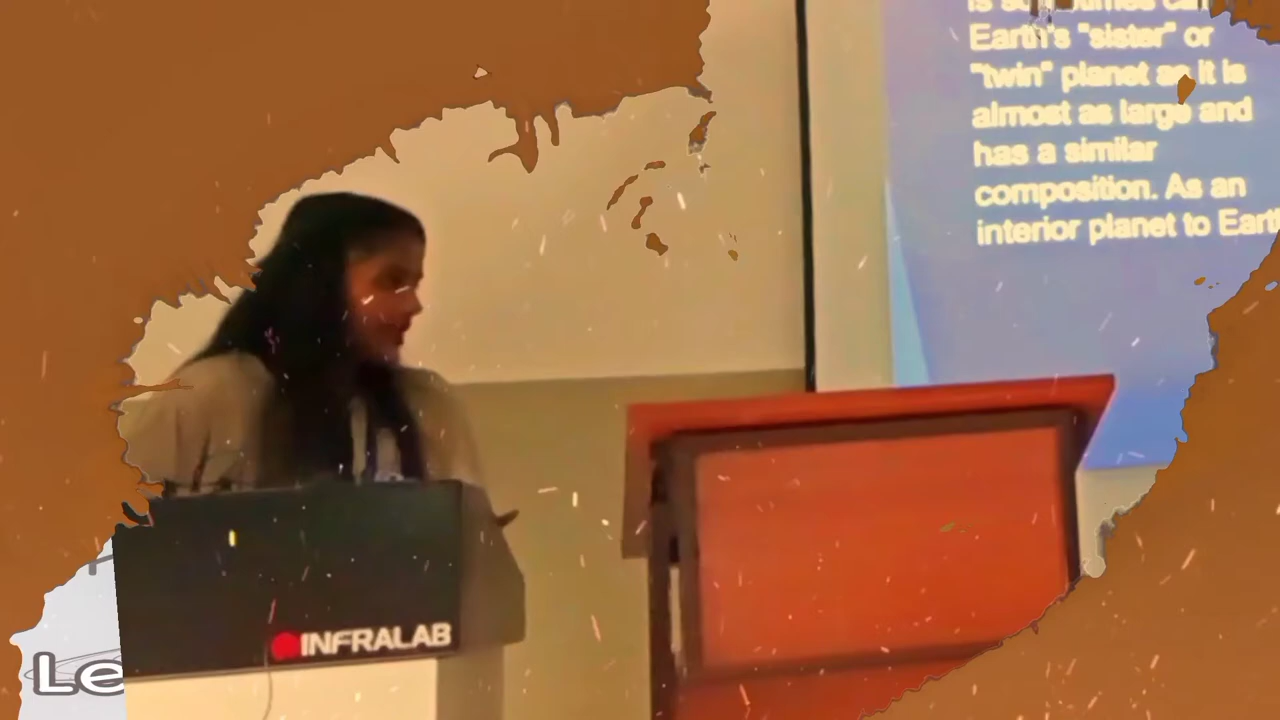 Earth's "sister" or
"twin" planet as it is
almost as large and
has a similar
composition. As an
interior planet to
INFRALAB
Le